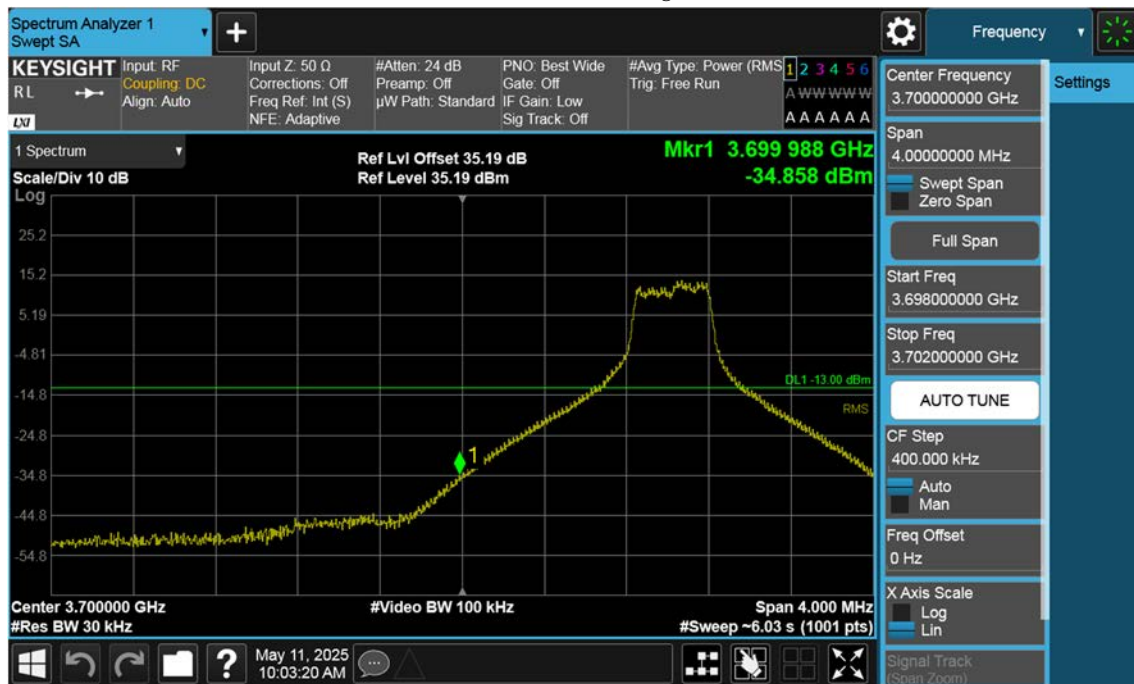 Spectrum Analyzer 1
Swept SA
Frequency
KEYSIGHT
RL
LXI
Input: RF
Coupling: DC
Align: Auto
Input Z: 50 Ω
Corrections: Off
Freq Ref: Int (S)
NFE: Adaptive
#Atten: 24 dB
Preamp: Off
µW Path: Standard
PNO: Best Wide
Gate: Off
IF Gain: Low
Sig Track: Off
#Avg Type: Power (RMS
Trig: Free Run
1 2 3 4 5 6
A W W W W W
A A A A A A
1 Spectrum
Scale/Div 10 dB
Ref Lvl Offset 35.19 dB
Ref Level 35.19 dBm
Mkr1 3.699 988 GHz
-34.858 dBm
Log
25.2
15.2
5.19
-4.81
-14.8
-24.8
-34.8
-44.8
-54.8
DL1 -13.00 dBm
RMS
1
Center 3.700000 GHz
#Res BW 30 kHz
#Video BW 100 kHz
Span 4.000 MHz
#Sweep ~6.03 s (1001 pts)
May 11, 2025
10:03:20 AM
Center Frequency
3.700000000 GHz
Settings
Span
4.00000000 MHz
Swept Span
Zero Span
Full Span
Start Freq
3.698000000 GHz
Stop Freq
3.702000000 GHz
AUTO TUNE
CF Step
400.000 kHz
Auto
Man
Freq Offset
0 Hz
X Axis Scale
Log
Lin
Signal Track
(Span Zoom)